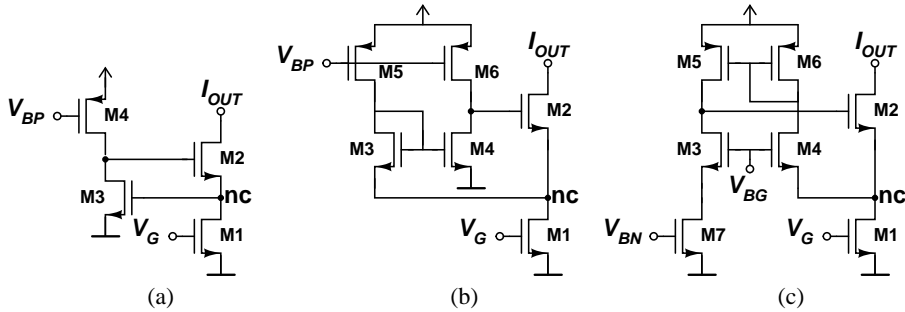 V_BP
M4
I_OUT
M2
M3
nc
V_G
M1
(a)
V_BP
M5
M6
I_OUT
M2
M3
M4
nc
V_G
M1
(b)
M5
M6
I_OUT
M2
M3
M4
V_BG
nc
V_BN
M7
V_G
M1
(c)